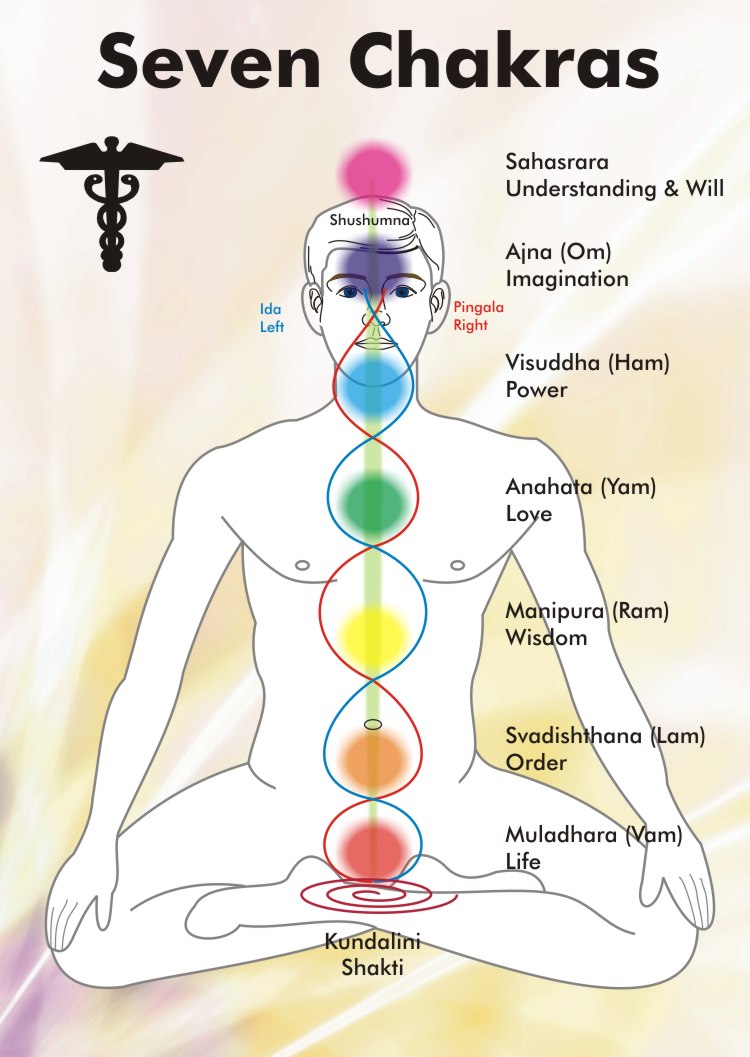 Seven Chakras
Sahasrara
Understanding & Will
Shushumna
Ajna (Om)
Imagination
Ida
Left
Pingala
Right
Visuddha (Ham)
Power
Anahata (Yam)
Love
Manipura (Ram)
Wisdom
Svadishthana (Lam)
Order
Muladhara (Vam)
Life
Kundalini
Shakti